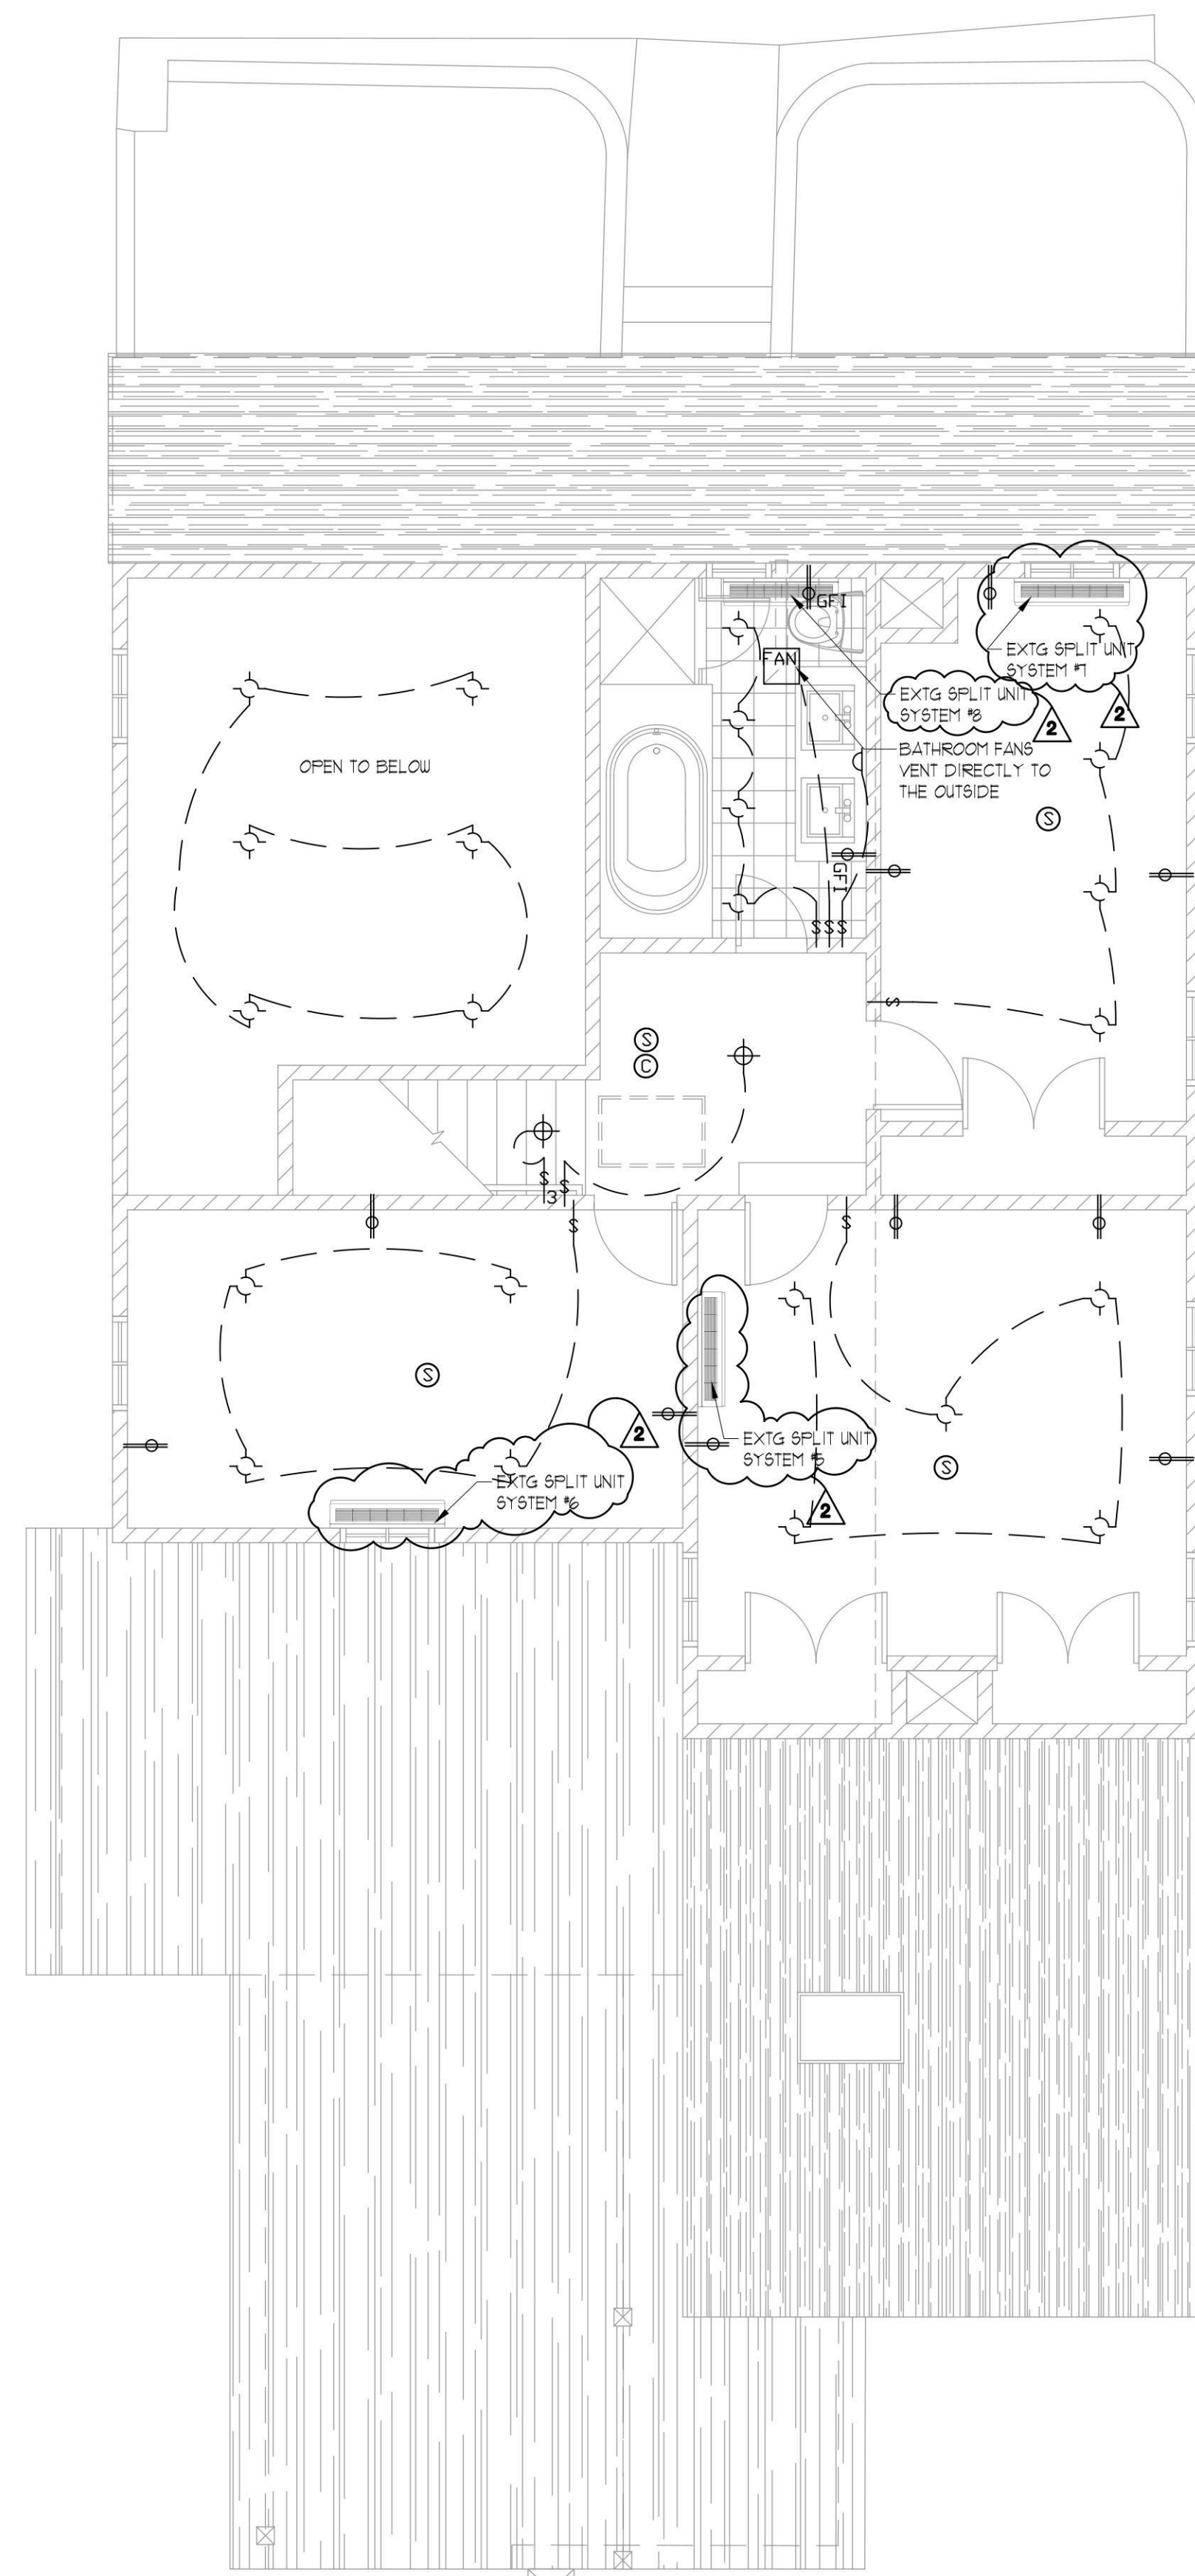 GFI
FAN
EXTG SPLIT UNIT
SYSTEM #7
EXTG SPLIT UNIT
SYSTEM #8
2
2
OPEN TO BELOW
BATHROOM FANS
VENT DIRECTLY TO
THE OUTSIDE
S
GFI
S S S
S
S
C
S
S
3
S
S
S
2
EXTG SPLIT UNIT
SYSTEM #5
S
EXTG SPLIT UNIT
SYSTEM #6
2